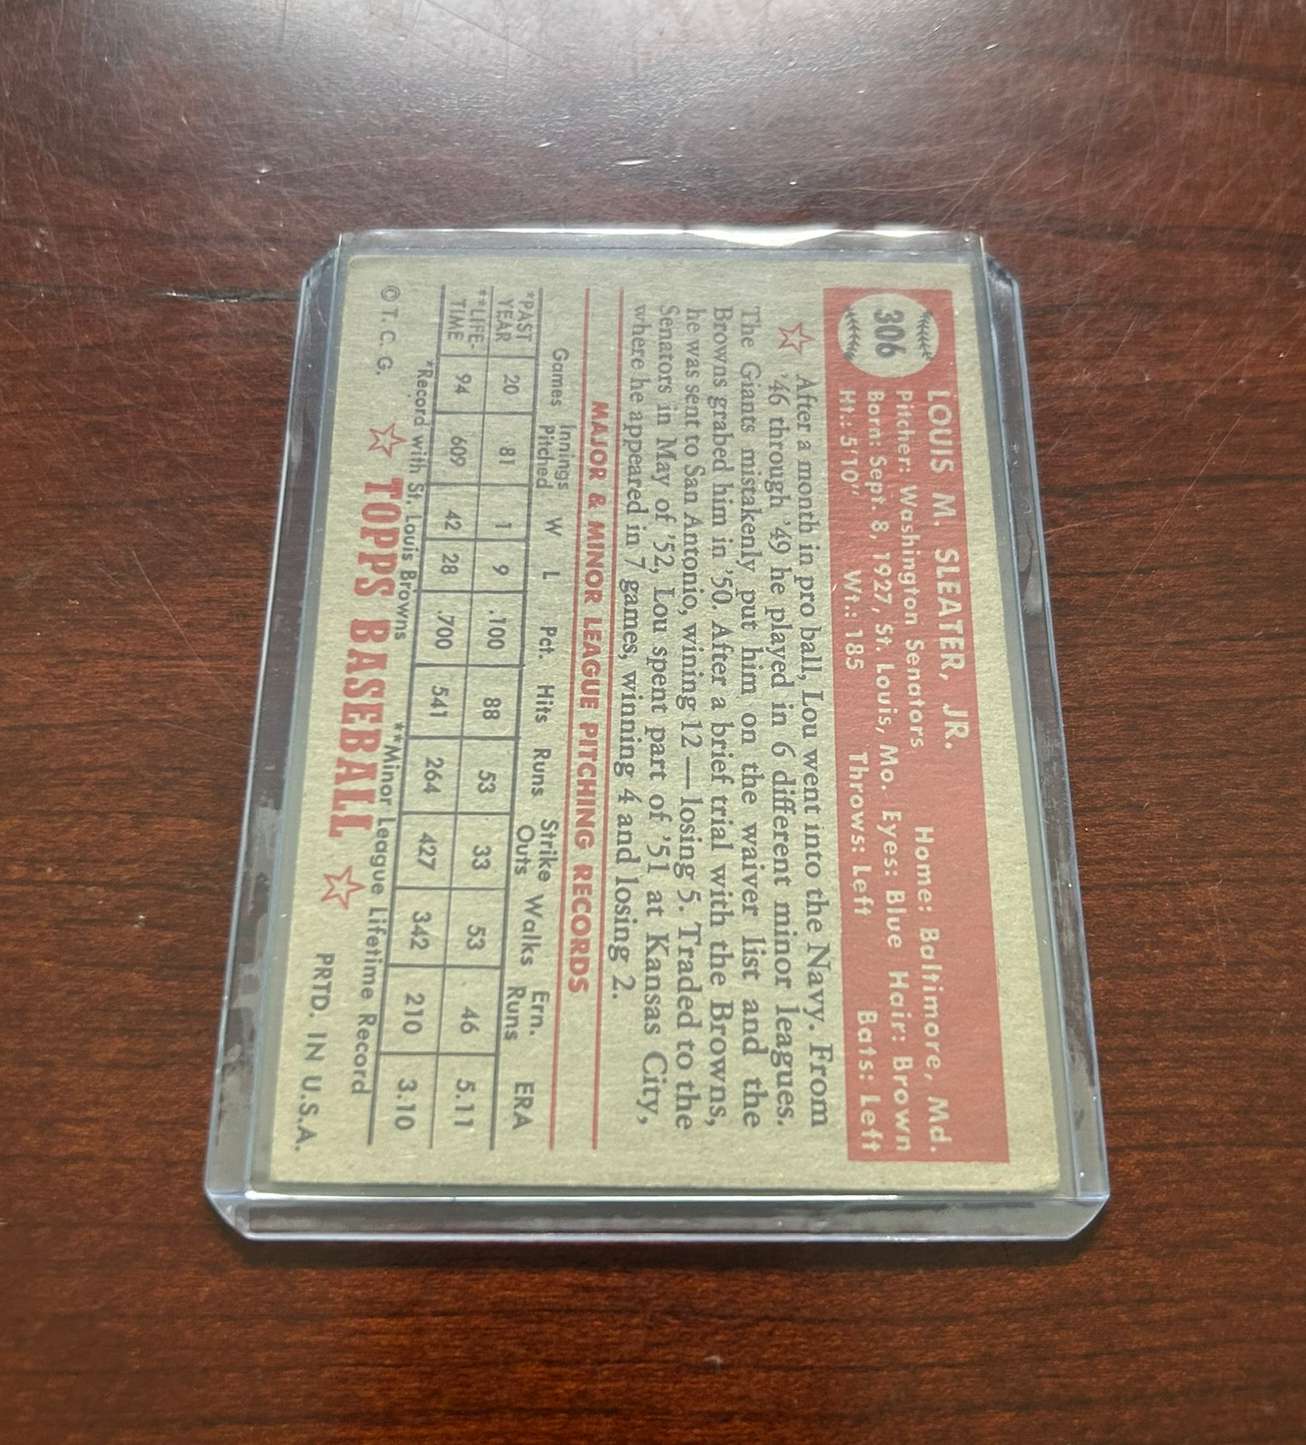 306
LOUIS M. SLEATER, JR.
Pitcher: Washington Senators Home: Baltimore, Md.
Born: Sept. 8, 1927, St. Louis, Mo. Eyes: Blue Hair: Brown
Ht.: 5'10" Wt.: 185 Throws: Left Bats: Left
After a month in pro ball, Lou went into the Navy. From
'46 through '49 he played in 6 different minor leagues.
The Giants mistakenly put him on the waiver list and the
Browns grabed him in '50. After a brief trial with the Browns,
he was sent to San Antonio, wining 12—losing 5. Traded to the
Senators in May of '52, Lou spent part of '51 at Kansas City,
where he appeared in 7 games, winning 4 and losing 2.
MAJOR & MINOR LEAGUE PITCHING RECORDS
Games Innings Pitched W L Pct. Hits Runs Strike Outs Walks Ern. Runs ERA
*PAST YEAR 20 81 1 9 .100 88 53 33 53 46 5.11
**LIFE-TIME 94 609 42 28 .700 541 264 427 342 210 3.10
*Record with St. Louis Browns **Minor League Lifetime Record
© T. C. G. TOPPS BASEBALL PRTD. IN U.S.A.